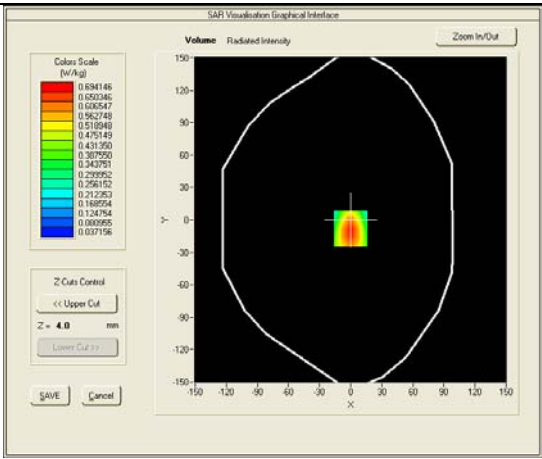 SAR Visualisation Graphical Interface
Volume Radiated Intensity
Zoom In/Out
Colors Scale
(W/kg)
0.694146
0.650346
0.606547
0.562748
0.518948
0.475149
0.431350
0.387550
0.343751
0.299952
0.256152
0.212353
0.168554
0.124754
0.080955
0.037156
Z Cuts Control
<< Upper Cut
Z = 4.0 mm
Lower Cut >>
SAVE Cancel
150
120
90
60
30
0
-30
-60
-90
-120
-150
Y
-150 -120 -90 -60 -30 0 30 60 90 120 150
X